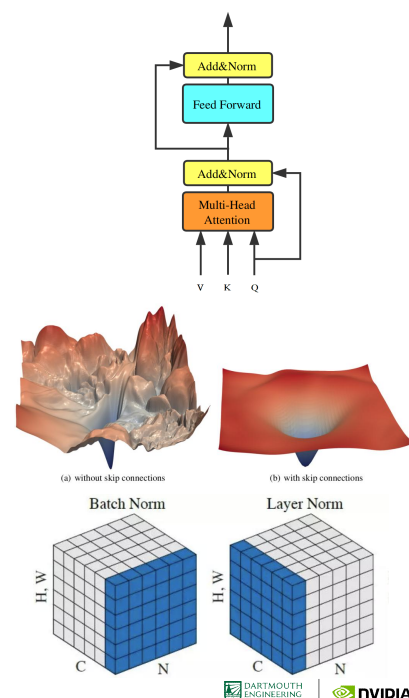 Add&Norm
Feed Forward
Add&Norm
Multi-Head
Attention
V K Q
(a) without skip connections
(b) with skip connections
Batch Norm
Layer Norm
H, W
C
N
H, W
C
N
DARTMOUTH
ENGINEERING
NVIDIA